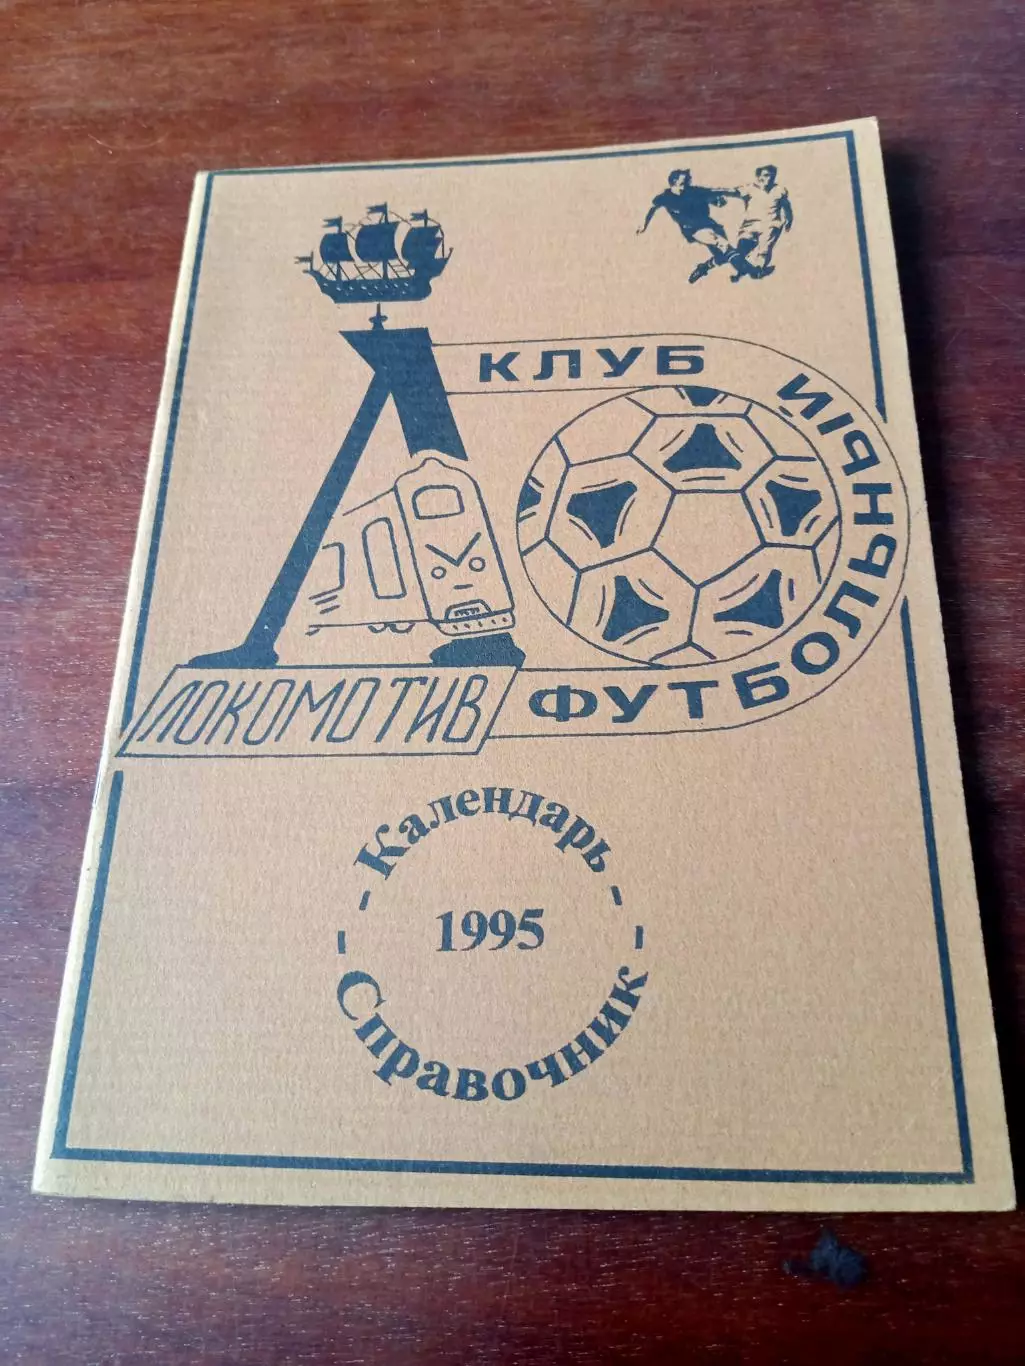 КЛУБ
ФУТБОЛЬНЫЙ
ЛОКОМОТИВ
Календарь
1995
Справочник